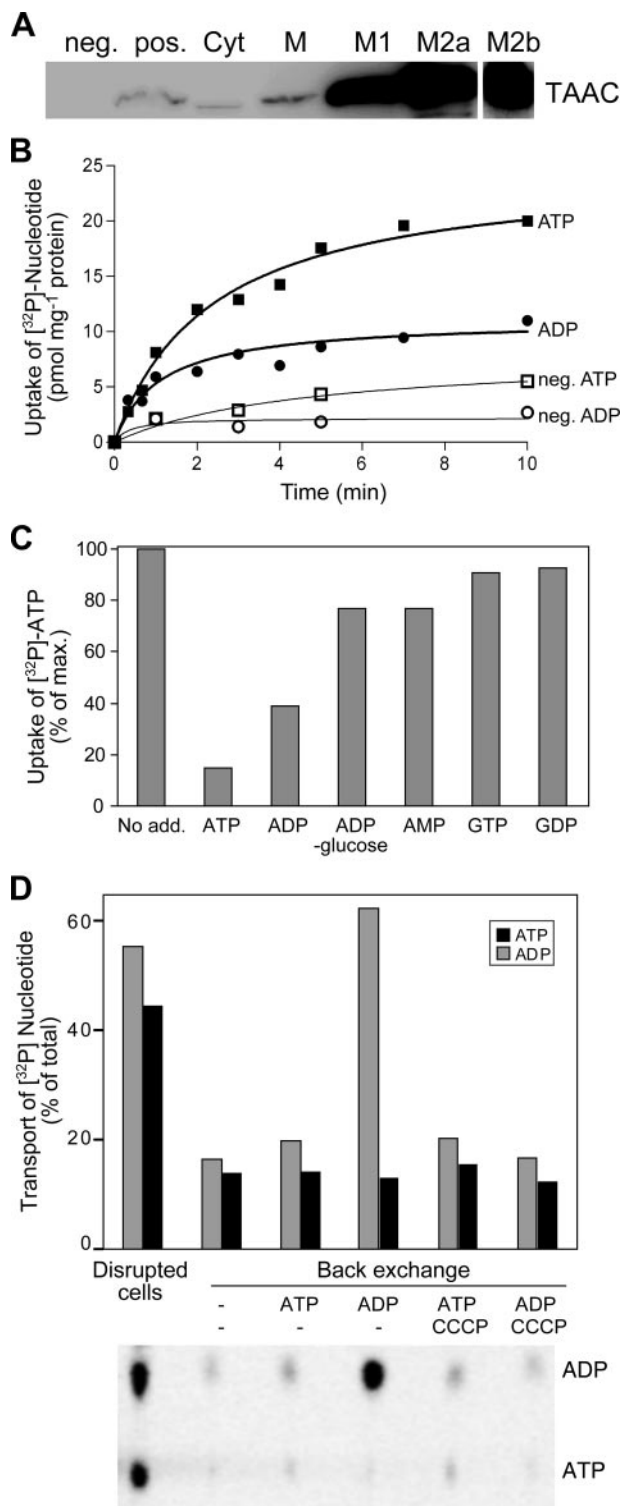 A
neg. pos. Cyt M M1 M2a M2b
TAAC
B
Uptake of [³²P]-Nucleotide
(pmol mg⁻¹ protein)
25
20
15
10
5
0
0 2 4 6 8 10
Time (min)
ATP
ADP
neg. ATP
neg. ADP
C
Uptake of [³²P]-ATP
(% of max.)
100
80
60
40
20
0
No add. ATP ADP ADP AMP GTP GDP
-glucose
D
Transport of [³²P] Nucleotide
(% of total)
60
40
20
0
ATP
ADP
Disrupted Back exchange
cells
- ATP ADP ATP ADP
- - - CCCP CCCP
ADP
ATP